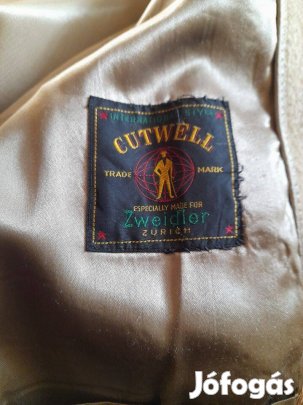 INTERNATIONAL STYLE
CUTWELL
TRADE MARK
ESPECIALLY MADE FOR
Zweidler
ZURICH
Jófogás